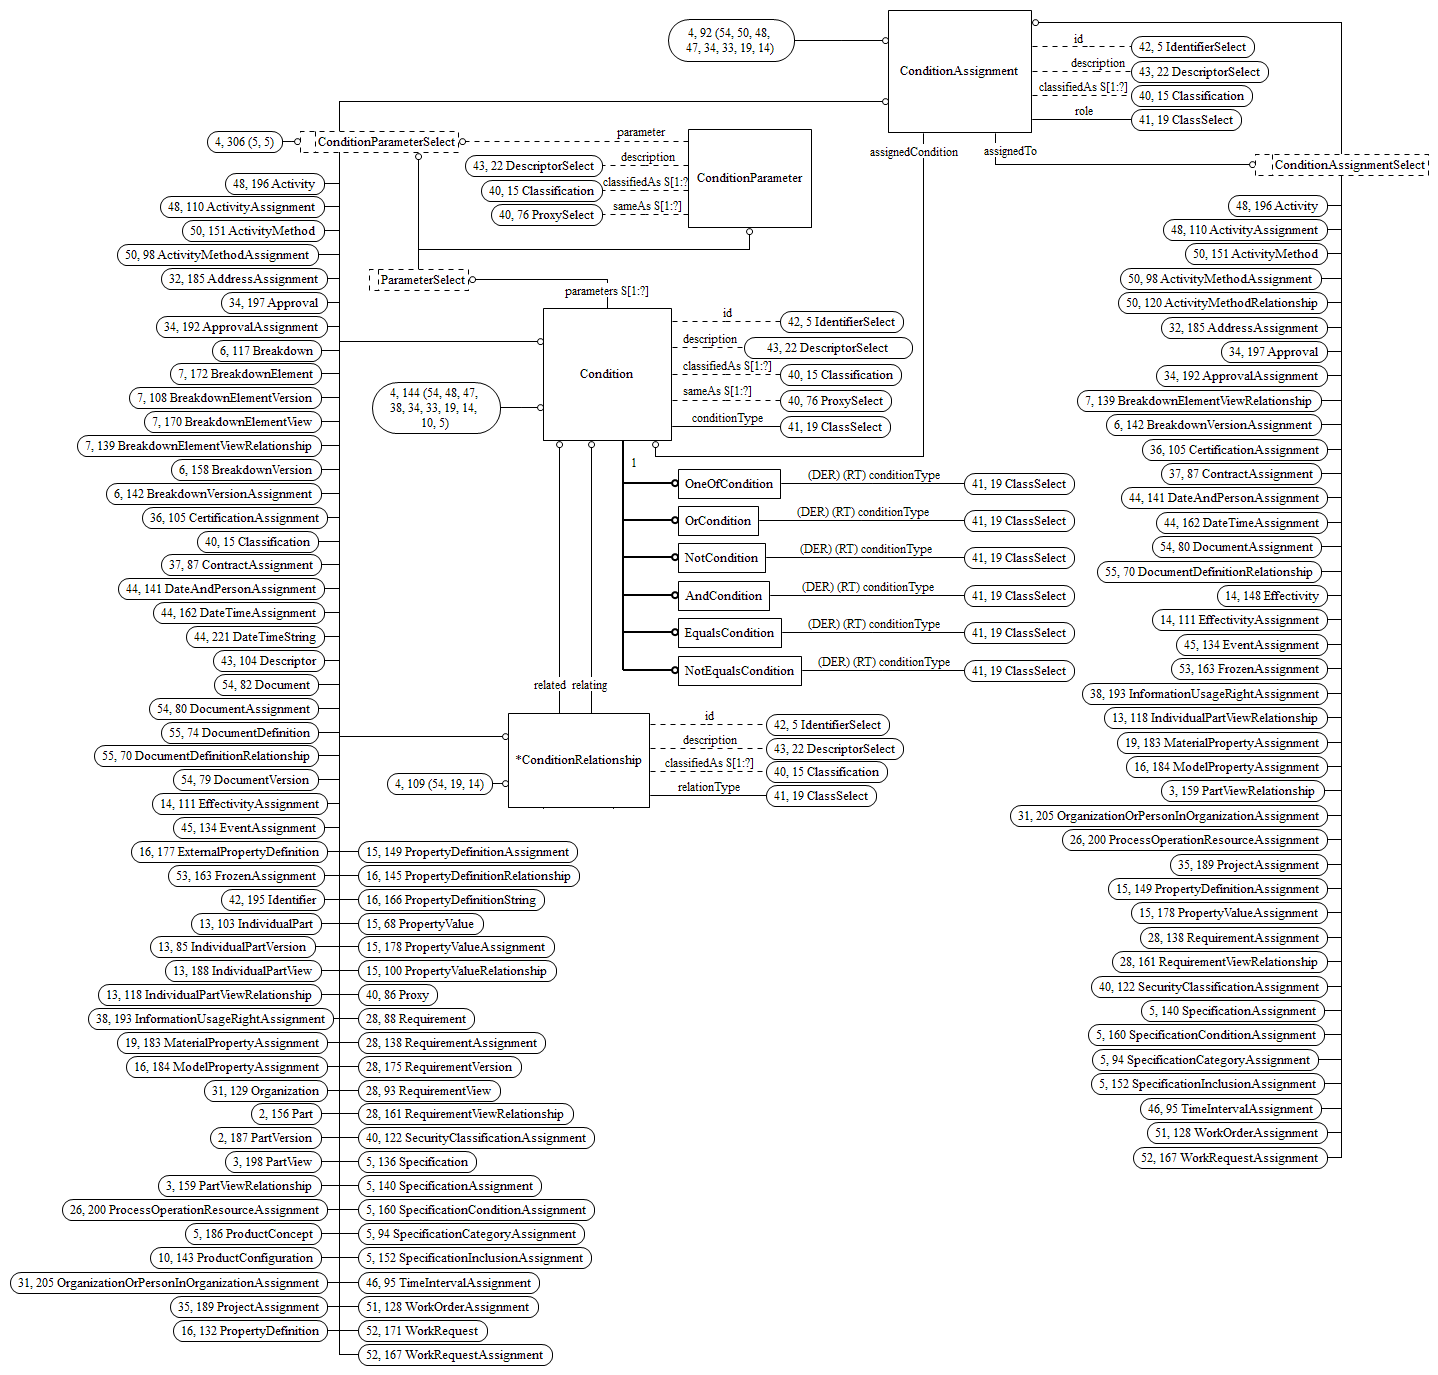 4, 92 (54, 50, 48,
47, 34, 33, 19, 14)
ConditionAssignment
id
42, 5 IdentifierSelect
description
43, 22 DescriptorSelect
classifiedAs S[1:?]
40, 15 Classification
role
41, 19 ClassSelect
assignedCondition
assignedTo
ConditionAssignmentSelect
4, 306 (5, 5)
ConditionParameterSelect
parameter
description
43, 22 DescriptorSelect
classifiedAs S[1:?
40, 15 Classification
sameAs S[1:?]
40, 76 ProxySelect
ConditionParameter
ParameterSelect
parameters S[1:?]
Condition
id
42, 5 IdentifierSelect
description
43, 22 DescriptorSelect
classifiedAs S[1:?]
40, 15 Classification
sameAs S[1:?]
40, 76 ProxySelect
conditionType
41, 19 ClassSelect
4, 144 (54, 48, 47,
38, 34, 33, 19, 14,
10, 5)
1
OneOfCondition
(DER) (RT) conditionType
41, 19 ClassSelect
OrCondition
(DER) (RT) conditionType
41, 19 ClassSelect
NotCondition
(DER) (RT) conditionType
41, 19 ClassSelect
AndCondition
(DER) (RT) conditionType
41, 19 ClassSelect
EqualsCondition
(DER) (RT) conditionType
41, 19 ClassSelect
NotEqualsCondition
(DER) (RT) conditionType
41, 19 ClassSelect
related
relating
*ConditionRelationship
4, 109 (54, 19, 14)
id
42, 5 IdentifierSelect
description
43, 22 DescriptorSelect
classifiedAs S[1:?]
40, 15 Classification
relationType
41, 19 ClassSelect
48, 196 Activity
48, 110 ActivityAssignment
50, 151 ActivityMethod
50, 98 ActivityMethodAssignment
32, 185 AddressAssignment
34, 197 Approval
34, 192 ApprovalAssignment
6, 117 Breakdown
7, 172 BreakdownElement
7, 108 BreakdownElementVersion
7, 170 BreakdownElementView
7, 139 BreakdownElementViewRelationship
6, 158 BreakdownVersion
6, 142 BreakdownVersionAssignment
36, 105 CertificationAssignment
40, 15 Classification
37, 87 ContractAssignment
44, 141 DateAndPersonAssignment
44, 162 DateTimeAssignment
44, 221 DateTimeString
43, 104 Descriptor
54, 82 Document
54, 80 DocumentAssignment
55, 74 DocumentDefinition
55, 70 DocumentDefinitionRelationship
54, 79 DocumentVersion
14, 111 EffectivityAssignment
45, 134 EventAssignment
16, 177 ExternalPropertyDefinition
53, 163 FrozenAssignment
42, 195 Identifier
13, 103 IndividualPart
13, 85 IndividualPartVersion
13, 188 IndividualPartView
13, 118 IndividualPartViewRelationship
38, 193 InformationUsageRightAssignment
19, 183 MaterialPropertyAssignment
16, 184 ModelPropertyAssignment
31, 129 Organization
2, 156 Part
2, 187 PartVersion
3, 198 PartView
3, 159 PartViewRelationship
26, 200 ProcessOperationResourceAssignment
5, 186 ProductConcept
10, 143 ProductConfiguration
31, 205 OrganizationOrPersonInOrganizationAssignment
35, 189 ProjectAssignment
16, 132 PropertyDefinition
15, 149 PropertyDefinitionAssignment
16, 145 PropertyDefinitionRelationship
16, 166 PropertyDefinitionString
15, 68 PropertyValue
15, 178 PropertyValueAssignment
15, 100 PropertyValueRelationship
40, 86 Proxy
28, 88 Requirement
28, 138 RequirementAssignment
28, 175 RequirementVersion
28, 93 RequirementView
28, 161 RequirementViewRelationship
40, 122 SecurityClassificationAssignment
5, 136 Specification
5, 140 SpecificationAssignment
5, 160 SpecificationConditionAssignment
5, 94 SpecificationCategoryAssignment
5, 152 SpecificationInclusionAssignment
46, 95 TimeIntervalAssignment
51, 128 WorkOrderAssignment
52, 171 WorkRequest
52, 167 WorkRequestAssignment
48, 196 Activity
48, 110 ActivityAssignment
50, 151 ActivityMethod
50, 98 ActivityMethodAssignment
50, 120 ActivityMethodRelationship
32, 185 AddressAssignment
34, 197 Approval
34, 192 ApprovalAssignment
7, 139 BreakdownElementViewRelationship
6, 142 BreakdownVersionAssignment
36, 105 CertificationAssignment
37, 87 ContractAssignment
44, 141 DateAndPersonAssignment
44, 162 DateTimeAssignment
54, 80 DocumentAssignment
55, 70 DocumentDefinitionRelationship
14, 148 Effectivity
14, 111 EffectivityAssignment
45, 134 EventAssignment
53, 163 FrozenAssignment
38, 193 InformationUsageRightAssignment
13, 118 IndividualPartViewRelationship
19, 183 MaterialPropertyAssignment
16, 184 ModelPropertyAssignment
3, 159 PartViewRelationship
31, 205 OrganizationOrPersonInOrganizationAssignment
26, 200 ProcessOperationResourceAssignment
35, 189 ProjectAssignment
15, 149 PropertyDefinitionAssignment
15, 178 PropertyValueAssignment
28, 138 RequirementAssignment
28, 161 RequirementViewRelationship
40, 122 SecurityClassificationAssignment
5, 140 SpecificationAssignment
5, 160 SpecificationConditionAssignment
5, 94 SpecificationCategoryAssignment
5, 152 SpecificationInclusionAssignment
46, 95 TimeIntervalAssignment
51, 128 WorkOrderAssignment
52, 167 WorkRequestAssignment